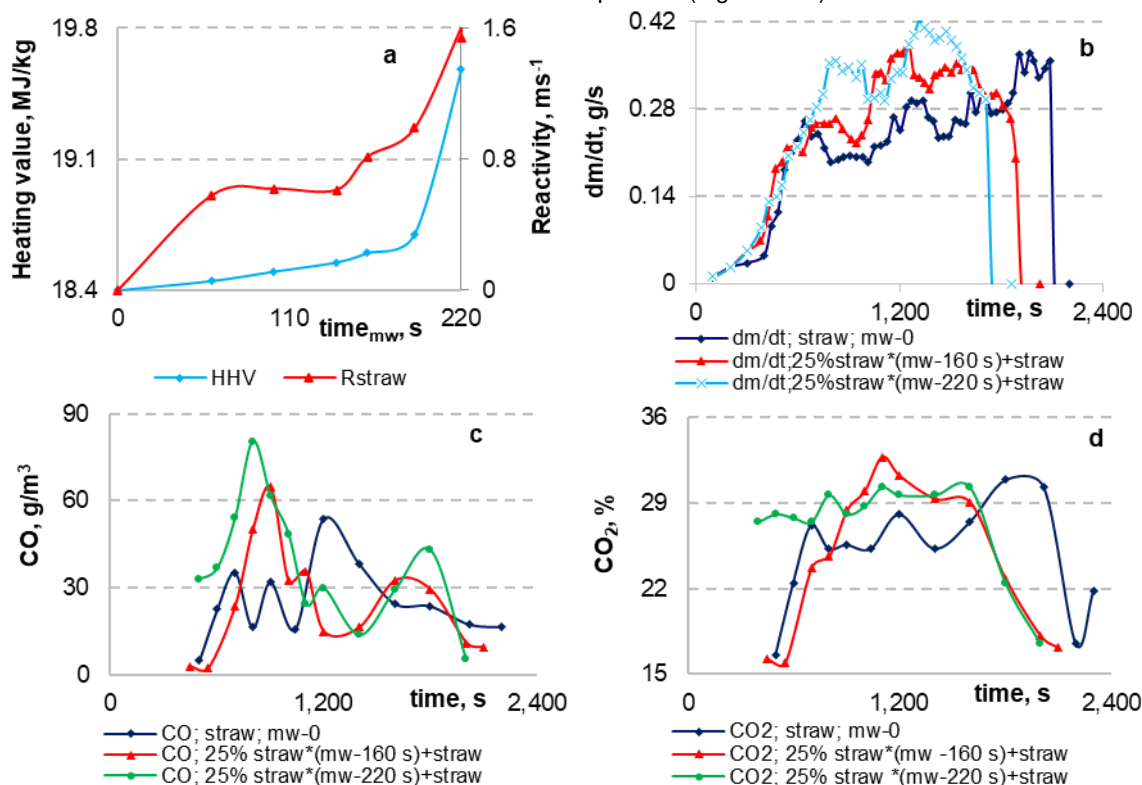 19.8
19.1
18.4
Heating value, MJ/kg
a
1.6
0.8
0
Reactivity, ms-1
0
110
220
timemw, s
HHV
Rstraw
0.42
0.28
0.14
0
dm/dt, g/s
b
0
1,200
2,400
time, s
dm/dt; straw; mw-0
dm/dt;25%straw*(mw-160 s)+straw
dm/dt;25%straw*(mw-220 s)+straw
90
60
30
0
CO, g/m3
c
0
1,200
2,400
time, s
CO; straw; mw-0
CO; 25% straw*(mw-160 s)+straw
CO; 25% straw*(mw-220 s)+straw
36
29
22
15
CO2, %
d
0
1,200
2,400
time, s
CO2; straw; mw-0
CO2; 25% straw*(mw -160 s)+straw
CO2; 25% straw *(mw-220 s)+straw